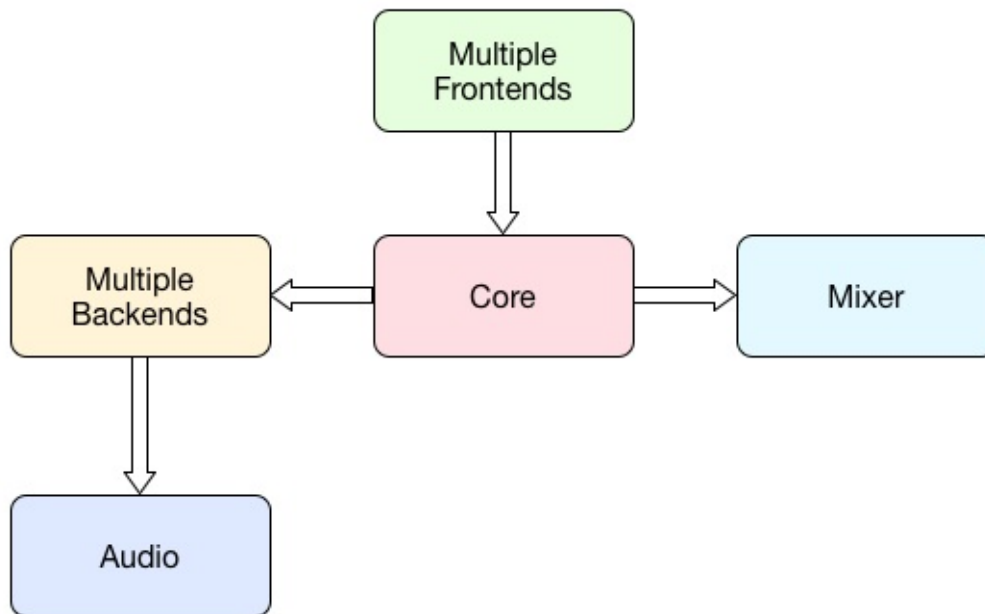 Multiple
Frontends
Multiple
Backends
Core
Mixer
Audio